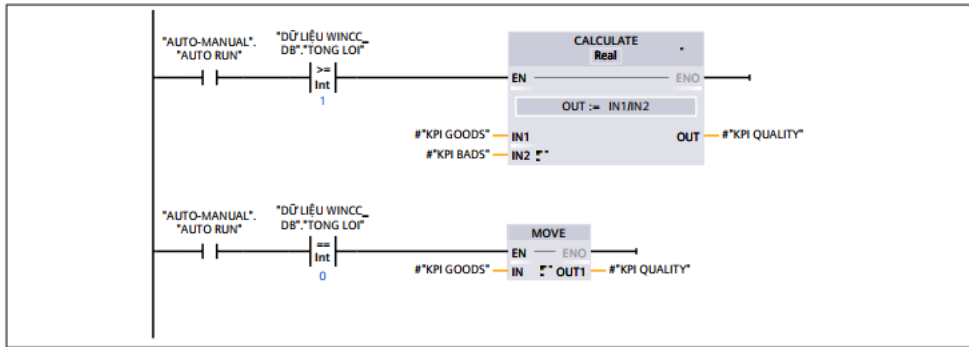 "AUTO-MANUAL".
"AUTO RUN"
"DỮ LIỆU WINCC_
DB"."TONG LOI"
>=
Int
1
CALCULATE
Real
EN
ENO
OUT := IN1/IN2
#"KPI GOODS"
IN1
OUT
#"KPI QUALITY"
#"KPI BADS"
IN2
"AUTO-MANUAL".
"AUTO RUN"
"DỮ LIỆU WINCC_
DB"."TONG LOI"
==
Int
0
MOVE
EN
ENO
#"KPI GOODS"
IN
OUT1
#"KPI QUALITY"